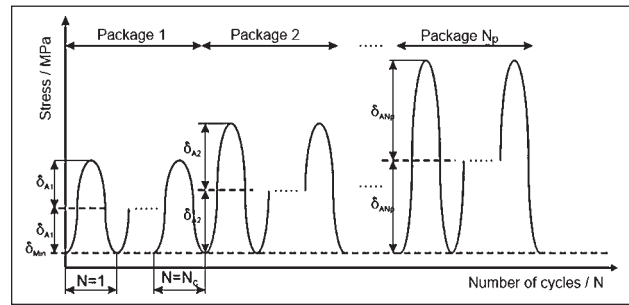 Package 1
Package 2
.....
Package Np
Stress / MPa
δA1
δA1
δMin
δA2
δA2
δANp
δANp
N=1
N=Nc
Number of cycles / N